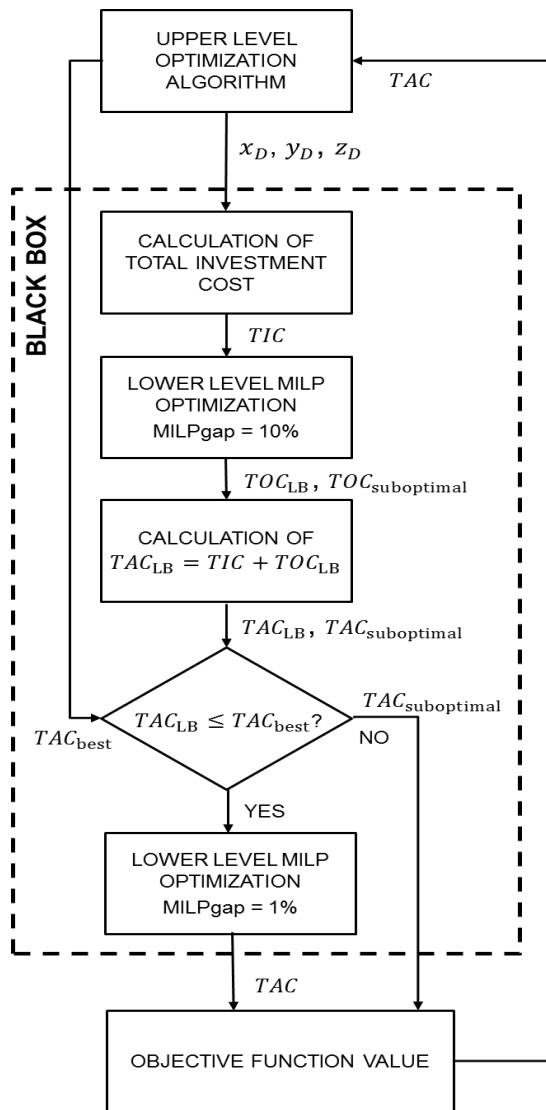 UPPER LEVEL
OPTIMIZATION
ALGORITHM
TAC
x_D, y_D, z_D
BLACK BOX
CALCULATION OF
TOTAL INVESTMENT
COST
TIC
LOWER LEVEL MILP
OPTIMIZATION
MILPgap = 10%
TOC_LB, TOC_suboptimal
CALCULATION OF
TAC_LB = TIC + TOC_LB
TAC_LB, TAC_suboptimal
TAC_suboptimal
TAC_LB ≤ TAC_best?
TAC_best
NO
YES
LOWER LEVEL MILP
OPTIMIZATION
MILPgap = 1%
TAC
OBJECTIVE FUNCTION VALUE